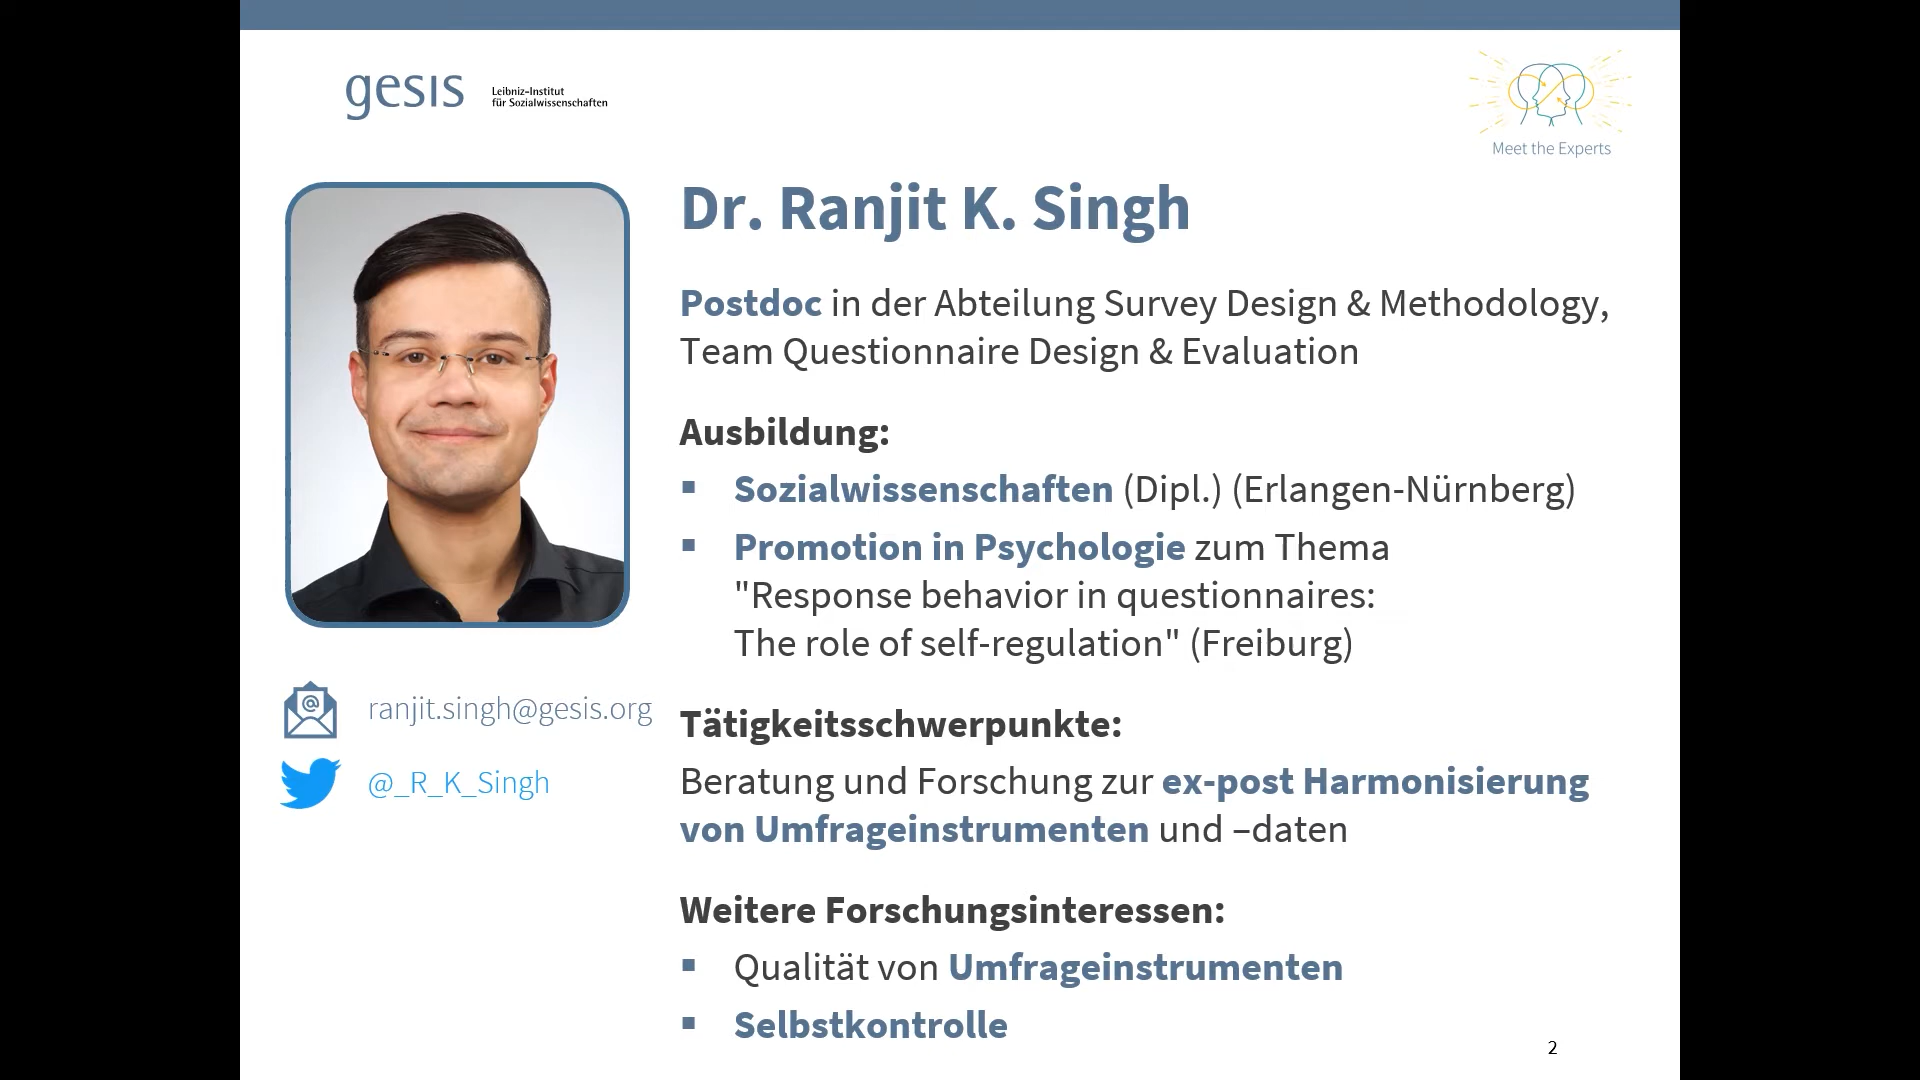 gesis
Leibniz-Institut
für Sozialwissenschaften
Meet the Experts
Dr. Ranjit K. Singh
Postdoc in der Abteilung Survey Design & Methodology,
Team Questionnaire Design & Evaluation
Ausbildung:
▪ Sozialwissenschaften (Dipl.) (Erlangen-Nürnberg)
▪ Promotion in Psychologie zum Thema
"Response behavior in questionnaires:
The role of self-regulation" (Freiburg)
@
ranjit.singh@gesis.org
@_R_K_Singh
Tätigkeitsschwerpunkte:
Beratung und Forschung zur ex-post Harmonisierung
von Umfrageinstrumenten und –daten
Weitere Forschungsinteressen:
▪ Qualität von Umfrageinstrumenten
▪ Selbstkontrolle
2